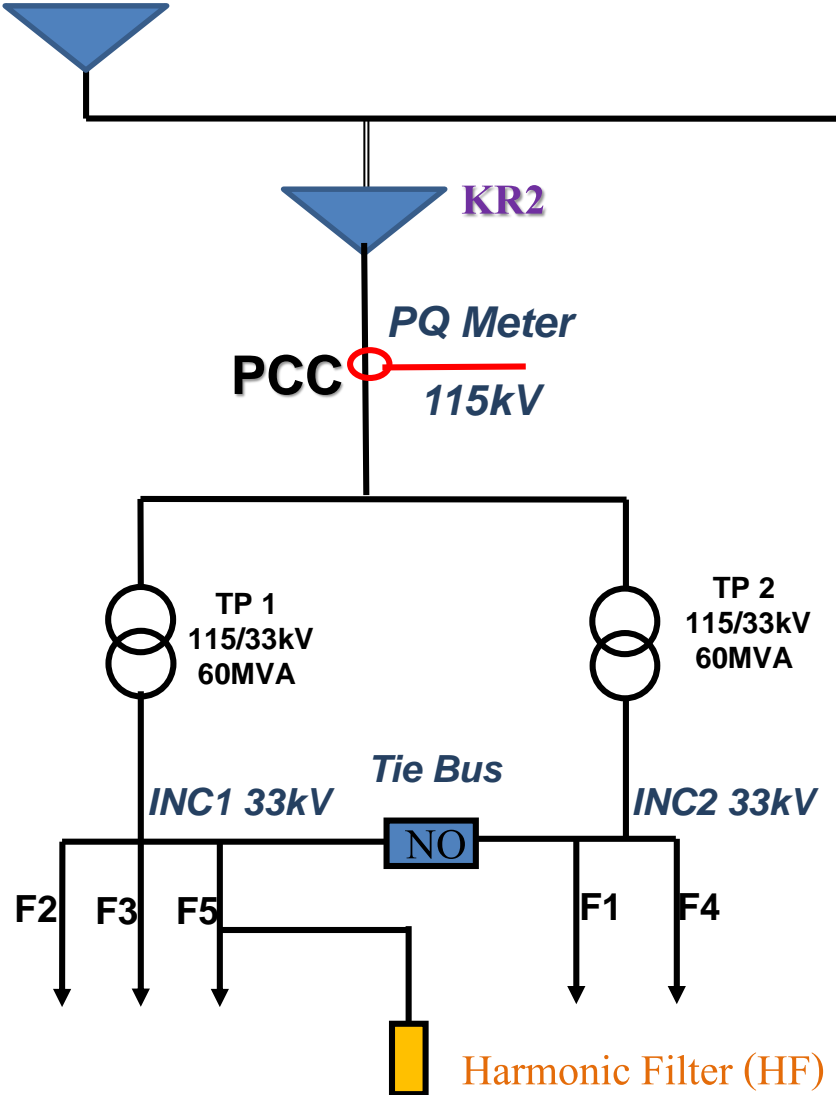 KR2
PQ Meter
PCC
115kV
TP 1
115/33kV
60MVA
TP 2
115/33kV
60MVA
Tie Bus
INC1 33kV
INC2 33kV
NO
F2
F3
F5
F1
F4
Harmonic Filter (HF)